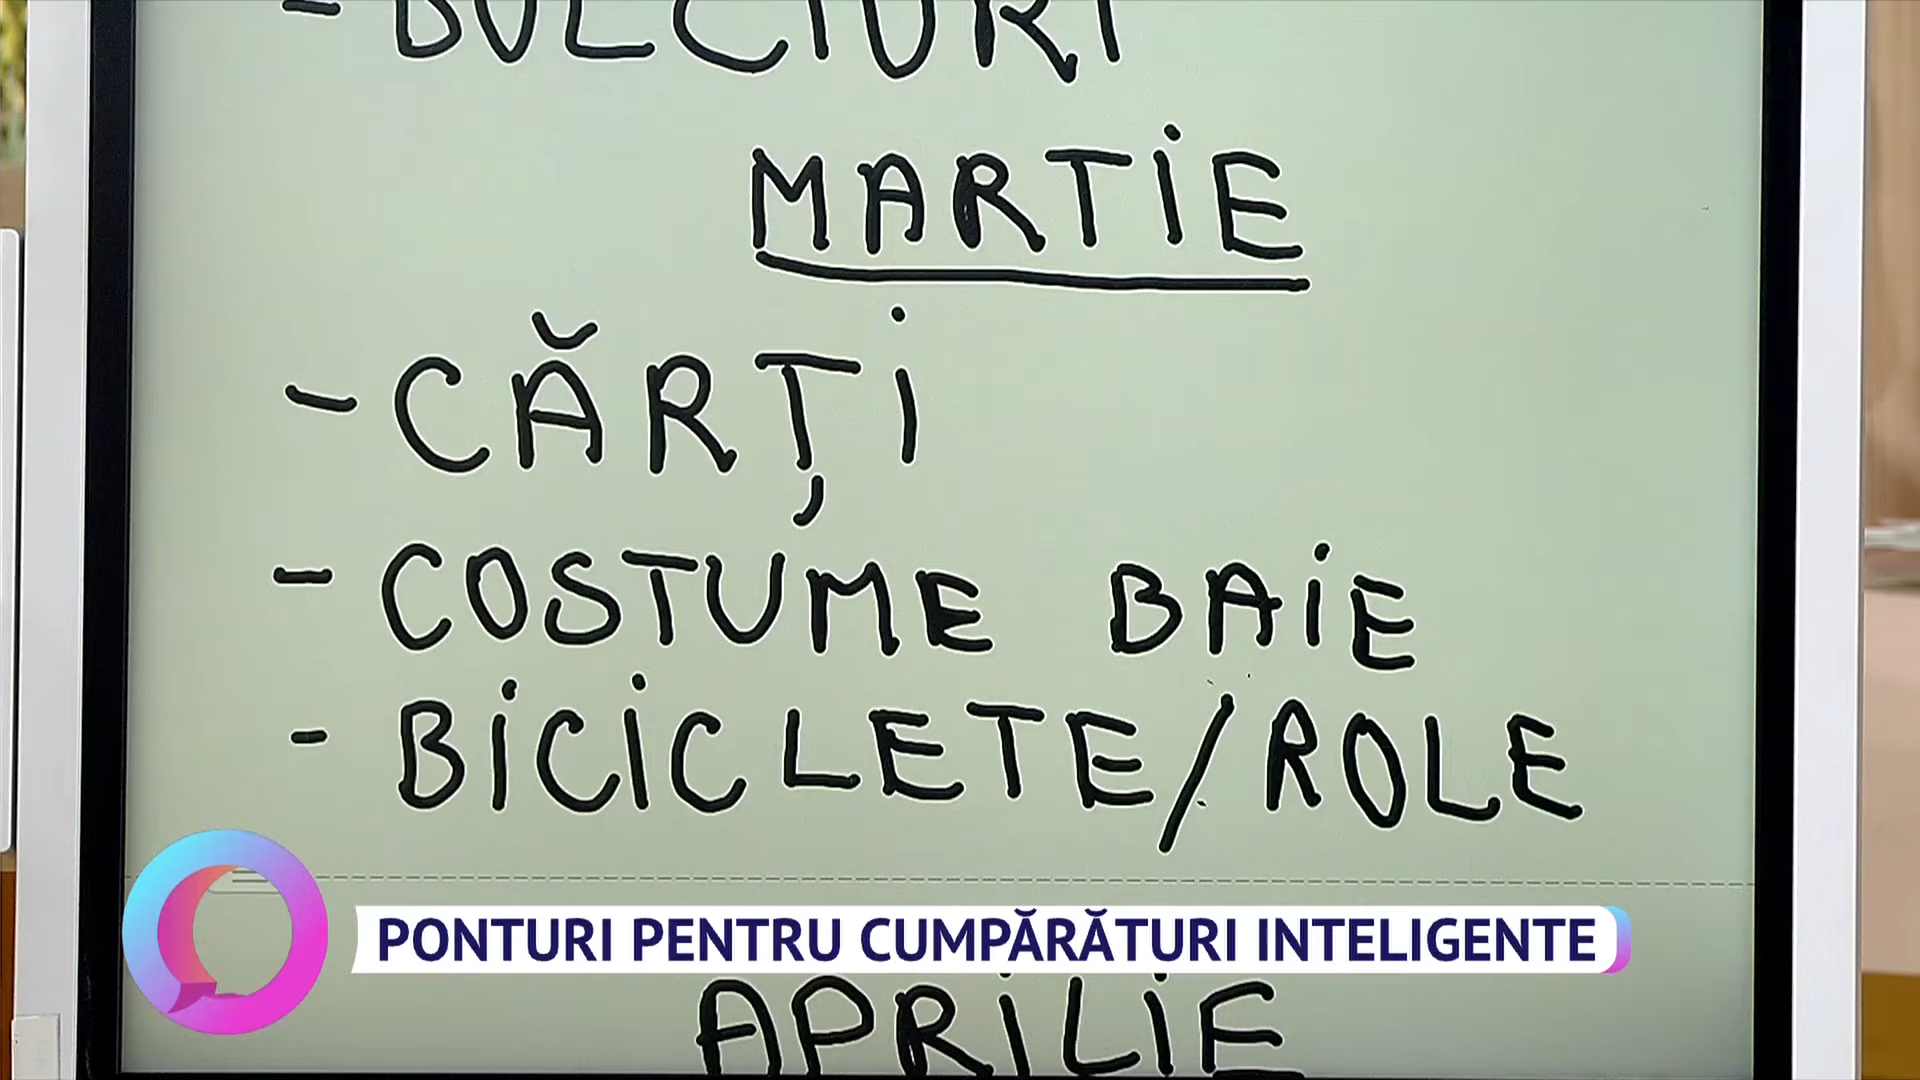 - DULCIURI
MARTIE
- CĂRȚI
- COSTUME BAIE
- BICICLETE/ROLE
PONTURI PENTRU CUMPĂRĂTURI INTELIGENTE
APRILIE